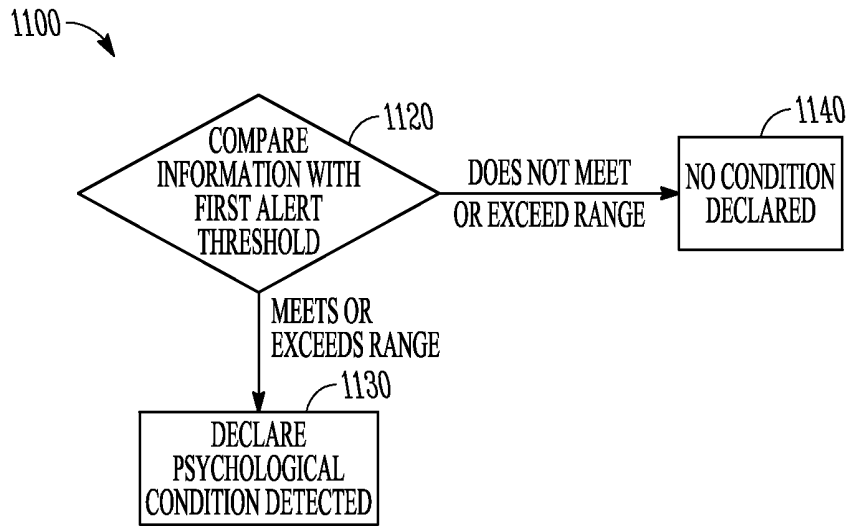 1100
1120
COMPARE
INFORMATION WITH
FIRST ALERT
THRESHOLD
DOES NOT MEET
OR EXCEED RANGE
1140
NO CONDITION
DECLARED
MEETS OR
EXCEEDS RANGE
1130
DECLARE
PSYCHOLOGICAL
CONDITION DETECTED